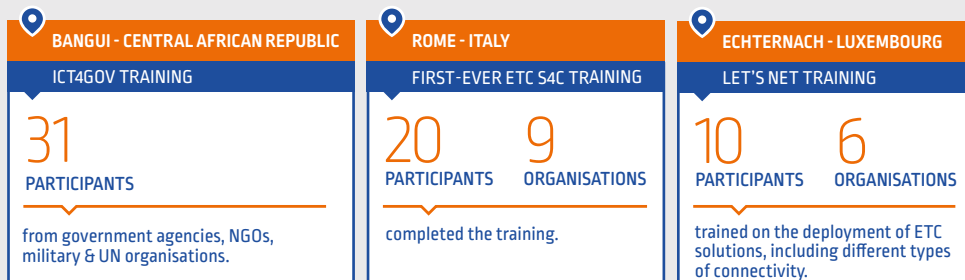 BANGUI - CENTRAL AFRICAN REPUBLIC
ICT4GOV TRAINING
31
PARTICIPANTS
from government agencies, NGOs,
military & UN organisations.
ROME - ITALY
FIRST-EVER ETC S4C TRAINING
20 9
PARTICIPANTS ORGANISATIONS
completed the training.
ECHTERNACH - LUXEMBOURG
LET'S NET TRAINING
10 6
PARTICIPANTS ORGANISATIONS
trained on the deployment of ETC
solutions, including different types
of connectivity.